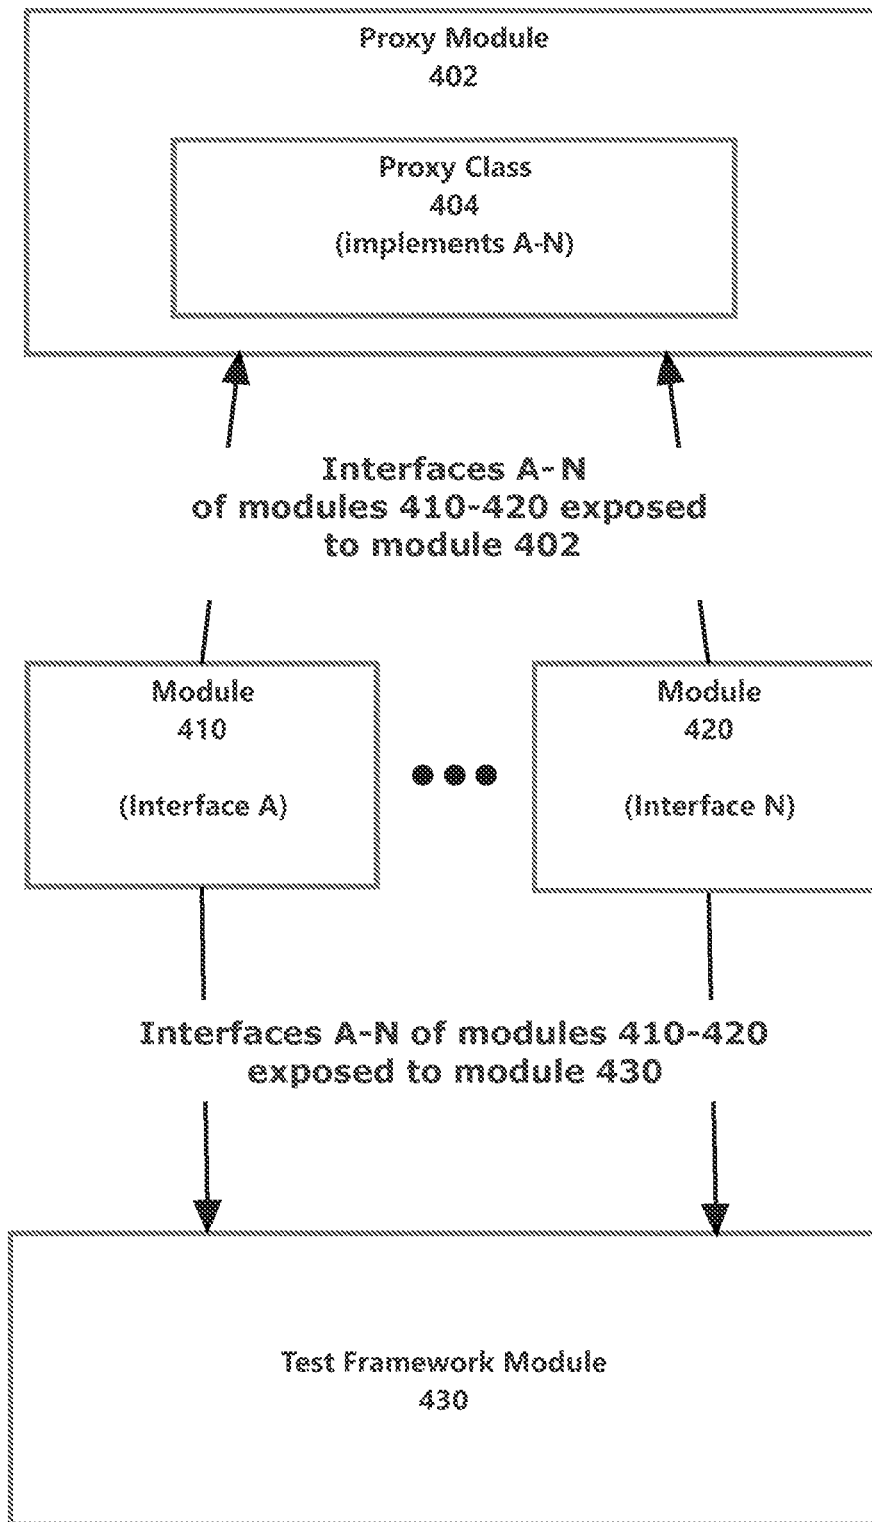 Proxy Module
402
Proxy Class
404
(implements A-N)
Interfaces A-N
of modules 410-420 exposed
to module 402
Module
410
(Interface A)
Module
420
(Interface N)
Interfaces A-N of modules 410-420
exposed to module 430
Test Framework Module
430